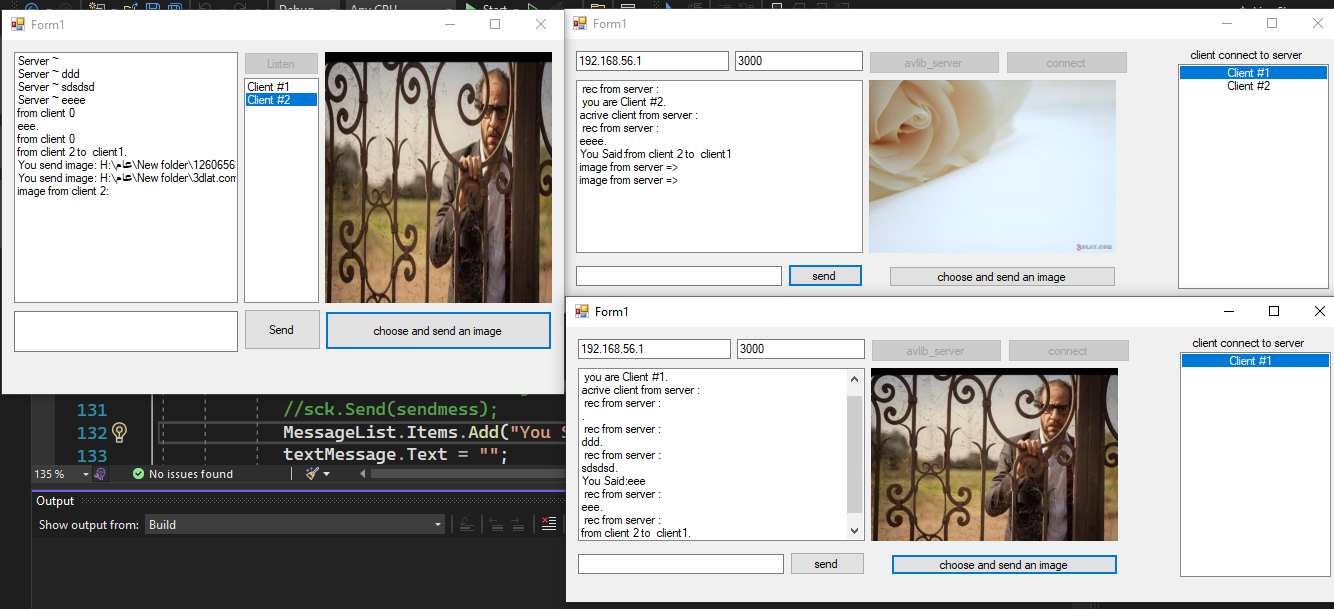 Debug
Any CPU
Start
Form1
Server ~
Server ~ ddd
Server ~ sdsdsd
Server ~ eeee
from client 0
eee.
from client 0
from client 2 to client1.
You send image: H:\عام\New folder\1260656
You send image: H:\عام\New folder\3dlat.com
image from client 2:
Listen
Client #1
Client #2
Send
choose and send an image
Form1
192.168.56.1
3000
avlib_server
connect
client connect to server
Client #1
Client #2
rec from server :
you are Client #2.
acrive client from server :
rec from server :
eeee.
You Said:from client 2 to client1
image from server =>
image from server =>
3DLAT.COM
send
choose and send an image
Form1
192.168.56.1
3000
avlib_server
connect
client connect to server
Client #1
you are Client #1.
acrive client from server :
rec from server :
.
rec from server :
ddd.
rec from server :
sdsdsd.
You Said:eee
rec from server :
eee.
rec from server :
from client 2 to client1.
send
choose and send an image
131
//sck.Send(sendmess);
132
MessageList.Items.Add("You S
133
textMessage.Text = "";
135 %
No issues found
Output
Show output from:
Build